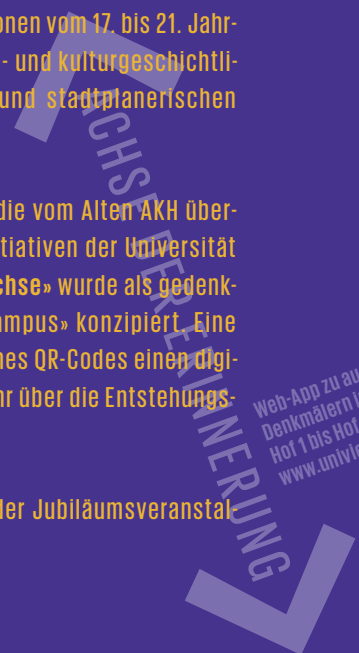 onen vom 17. bis 21. Jahr-
- und kulturgeschichtli-
und stadtplanerischen
die vom Alten AKH über-
tiativen der Universität
chse» wurde als gedenk-
ampus» konzipiert. Eine
nes QR-Codes einen digi-
hr über die Entstehungs-
der Jubiläumsveranstal-
ACHSE DER ERINNERUNG
Web-App zu au
Denkmälern i
Hof 1 bis Hof
www.univie